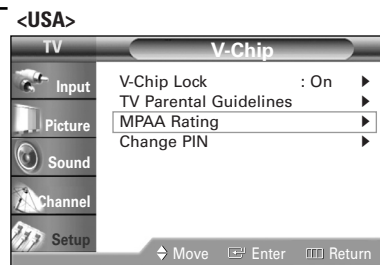 <USA>
TV
V-Chip
Input
Picture
Sound
Channel
Setup
V-Chip Lock : On
TV Parental Guidelines
MPAA Rating
Change PIN
Move Enter Return